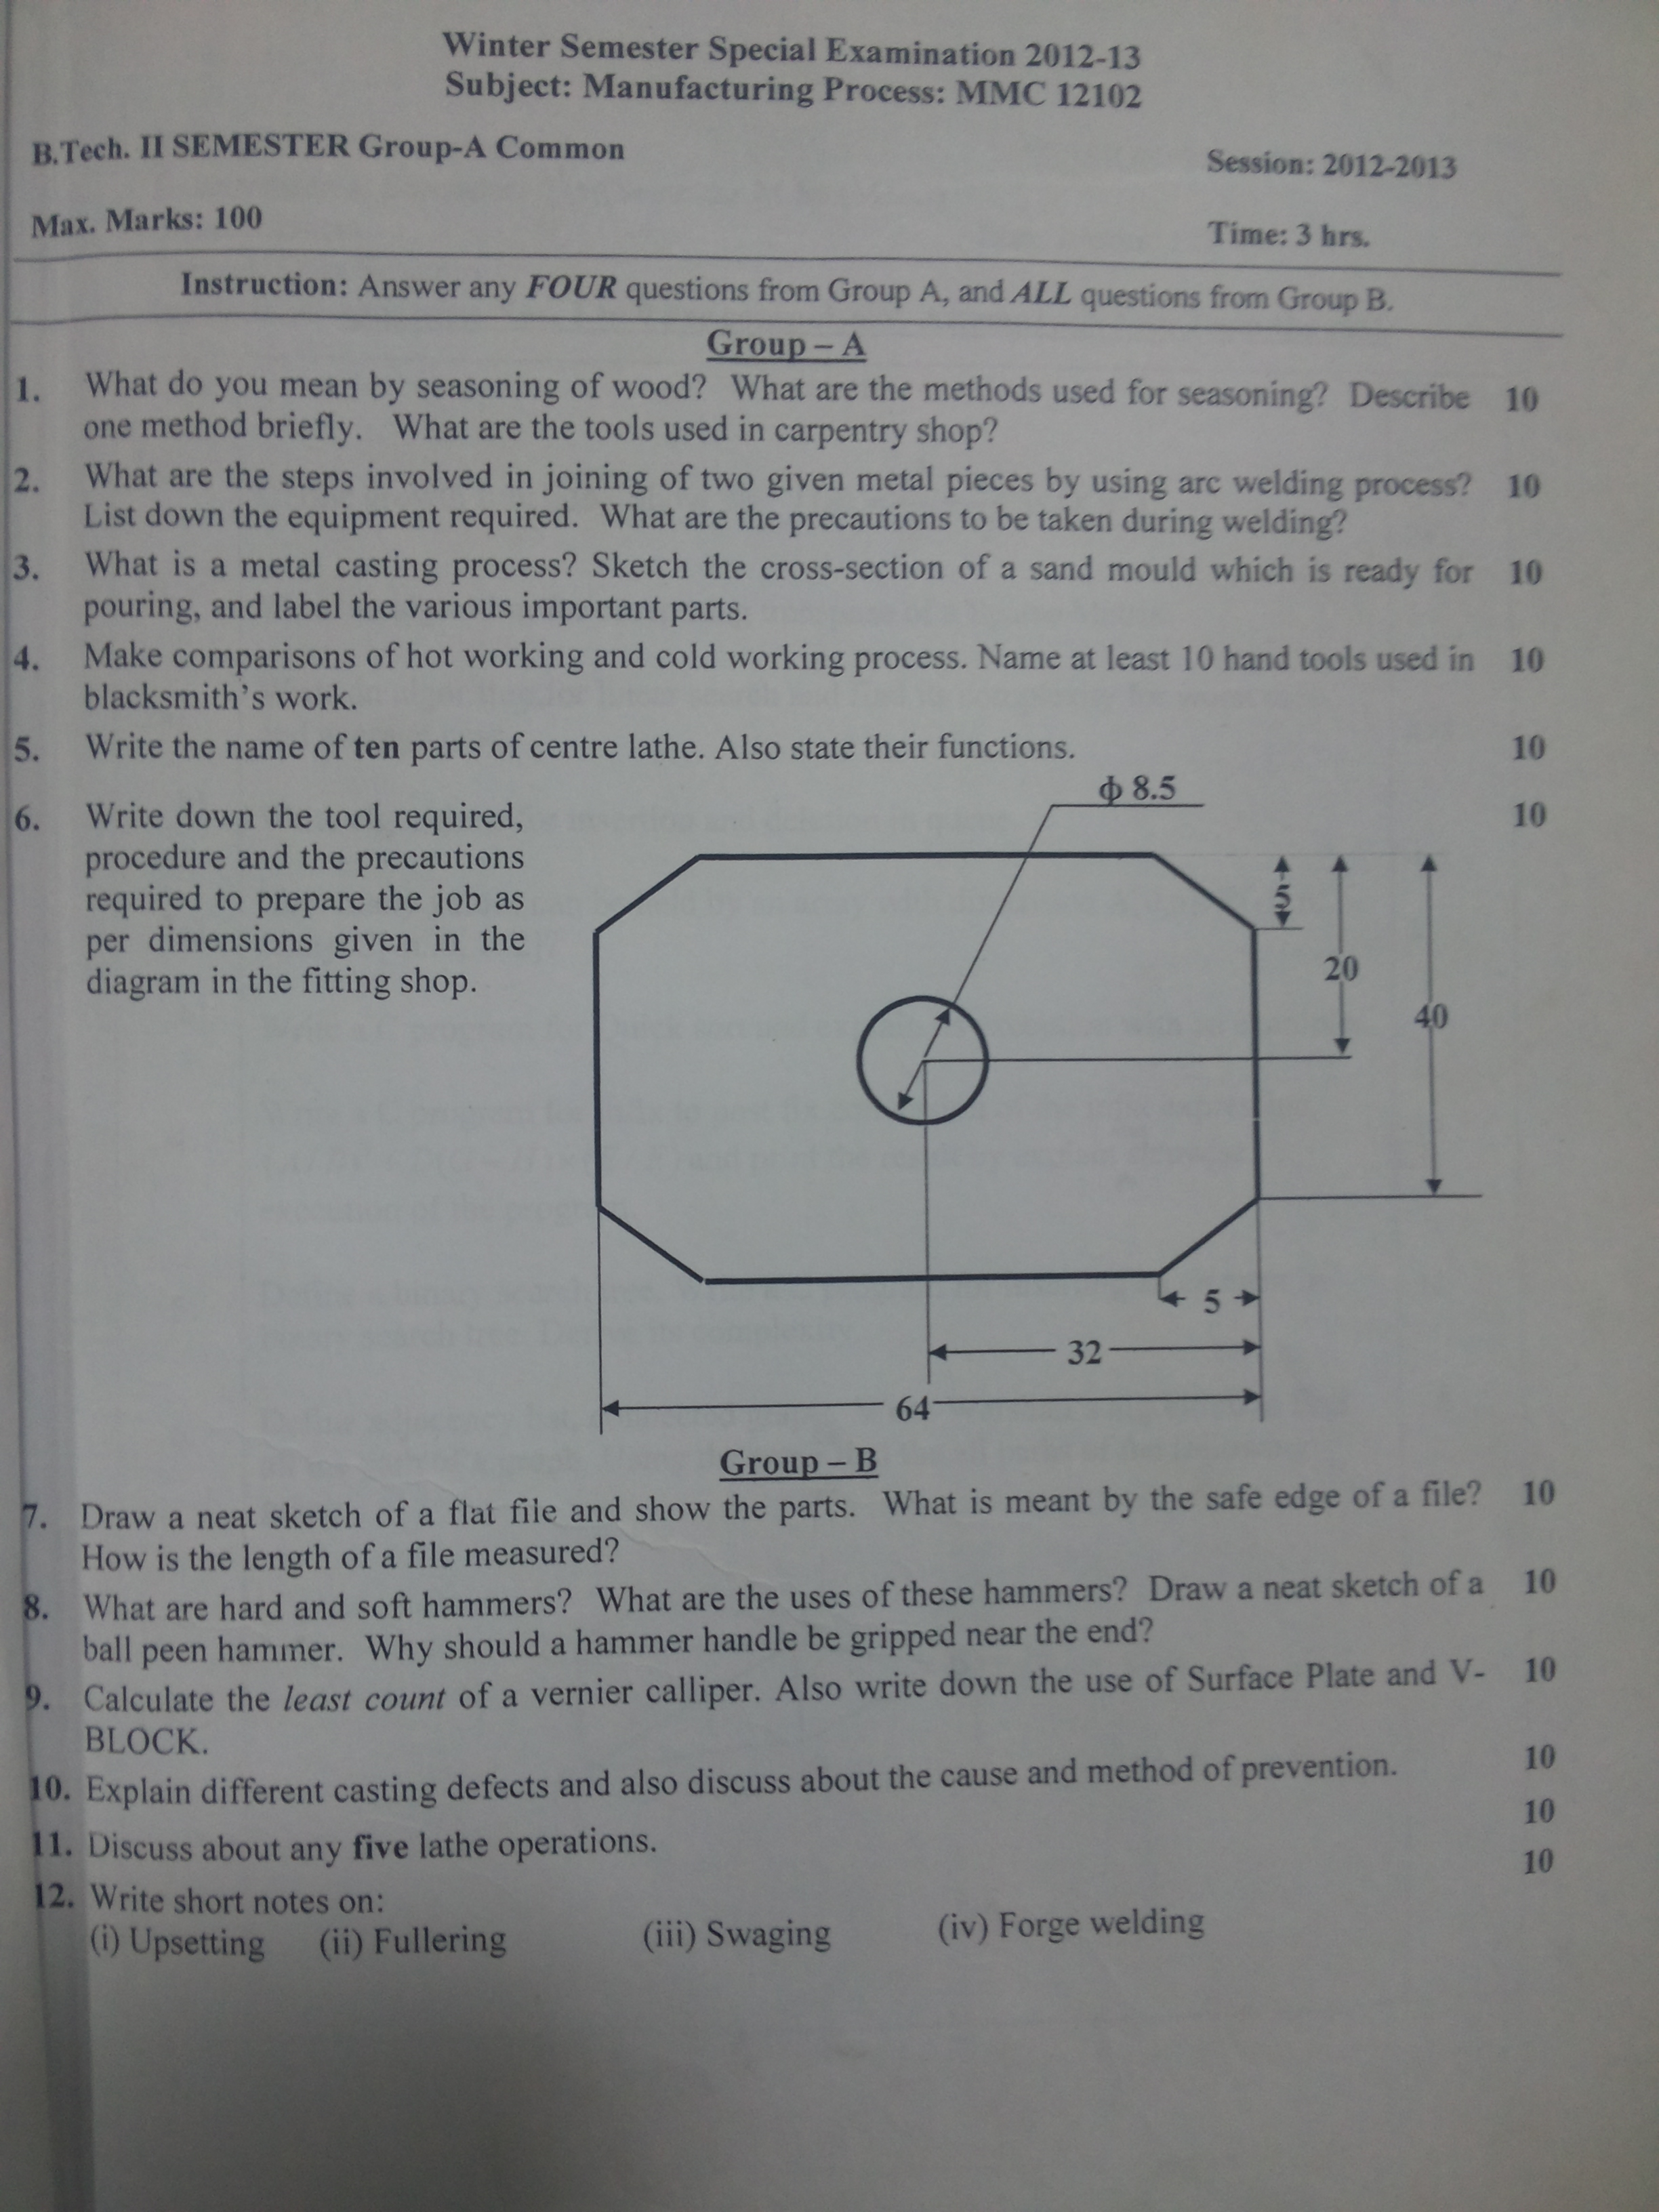 Winter Semester Special Examination 2012-13
Subject: Manufacturing Process: MMC 12102
B.Tech. II SEMESTER Group-A Common
Session: 2012-2013
Max. Marks: 100
Time: 3 hrs.
Instruction: Answer any FOUR questions from Group A, and ALL questions from Group B.
Group – A
1. What do you mean by seasoning of wood? What are the methods used for seasoning? Describe 10
one method briefly. What are the tools used in carpentry shop?
2. What are the steps involved in joining of two given metal pieces by using arc welding process? 10
List down the equipment required. What are the precautions to be taken during welding?
3. What is a metal casting process? Sketch the cross-section of a sand mould which is ready for 10
pouring, and label the various important parts.
4. Make comparisons of hot working and cold working process. Name at least 10 hand tools used in 10
blacksmith's work.
5. Write the name of ten parts of centre lathe. Also state their functions. 10
6. Write down the tool required, 10
procedure and the precautions
required to prepare the job as
per dimensions given in the
diagram in the fitting shop.
ф 8.5
5
20
40
5
32
64
Group – B
7. Draw a neat sketch of a flat file and show the parts. What is meant by the safe edge of a file? 10
How is the length of a file measured?
8. What are hard and soft hammers? What are the uses of these hammers? Draw a neat sketch of a 10
ball peen hammer. Why should a hammer handle be gripped near the end?
9. Calculate the least count of a vernier calliper. Also write down the use of Surface Plate and V- 10
BLOCK.
10. Explain different casting defects and also discuss about the cause and method of prevention. 10
11. Discuss about any five lathe operations. 10
12. Write short notes on: 10
(i) Upsetting (ii) Fullering (iii) Swaging (iv) Forge welding